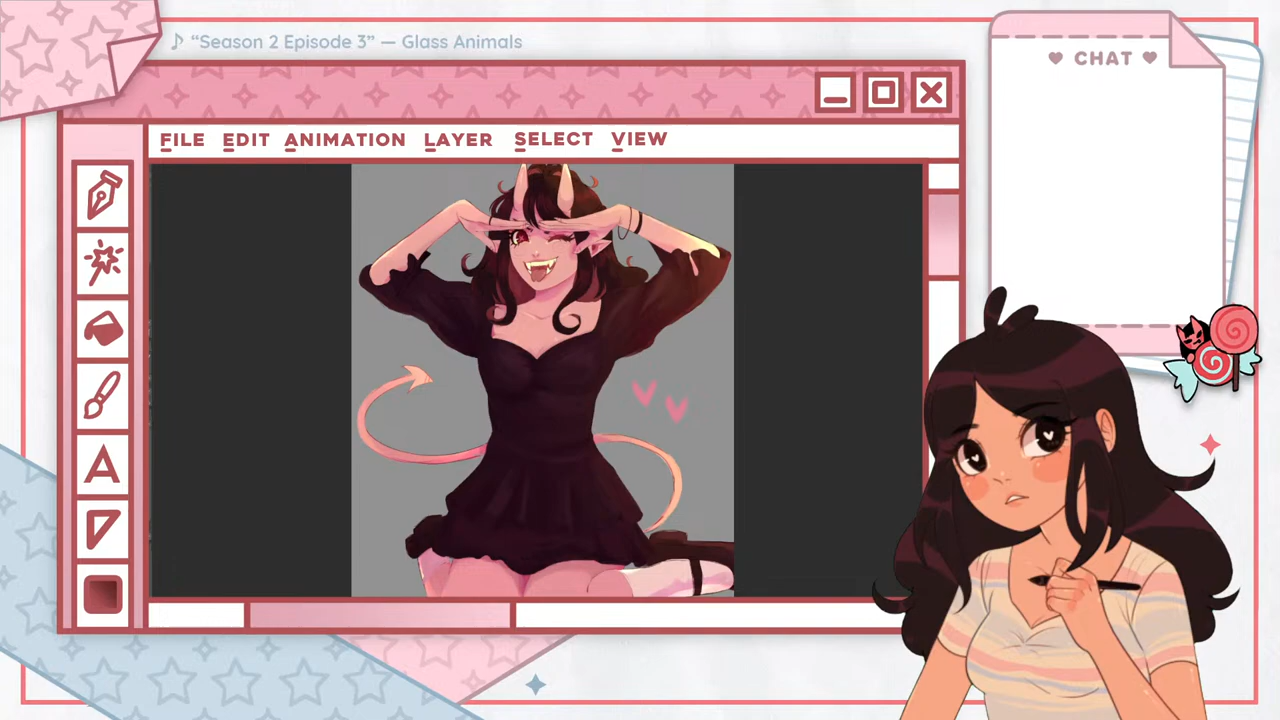 ♪ “Season 2 Episode 3” — Glass Animals
♥ CHAT ♥
FILE EDIT ANIMATION LAYER SELECT VIEW
A